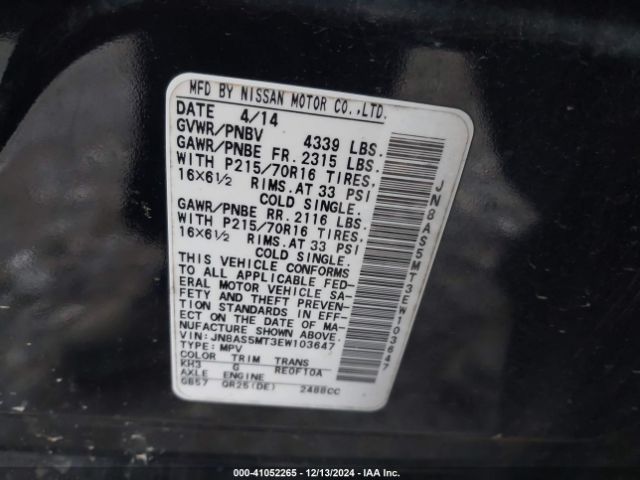 MFD BY NISSAN MOTOR CO.,LTD.
DATE 4/14
GVWR/PNBV 4339 LBS.
GAWR/PNBE FR. 2315 LBS.
WITH P215/70R16 TIRES,
16×6½ RIMS.AT 33 PSI
COLD SINGLE.
GAWR/PNBE RR. 2116 LBS.
WITH P215/70R16 TIRES,
16×6½ RIMS.AT 33 PSI
COLD SINGLE.
THIS VEHICLE CONFORMS
TO ALL APPLICABLE FED-
ERAL MOTOR VEHICLE SA-
FETY AND THEFT PREVEN-
TION STANDARDS IN EFF-
ECT ON THE DATE OF MA-
NUFACTURE SHOWN ABOVE.
VIN: JN8AS5MT3EW103647
TYPE: MPV
COLOR TRIM TRANS
KH3 G RE0F10A
AXLE ENGINE
GB57 QR25(DE) 2488CC
JN8AS5MT3EW103647
000-41052265 - 12/13/2024 - IAA Inc.